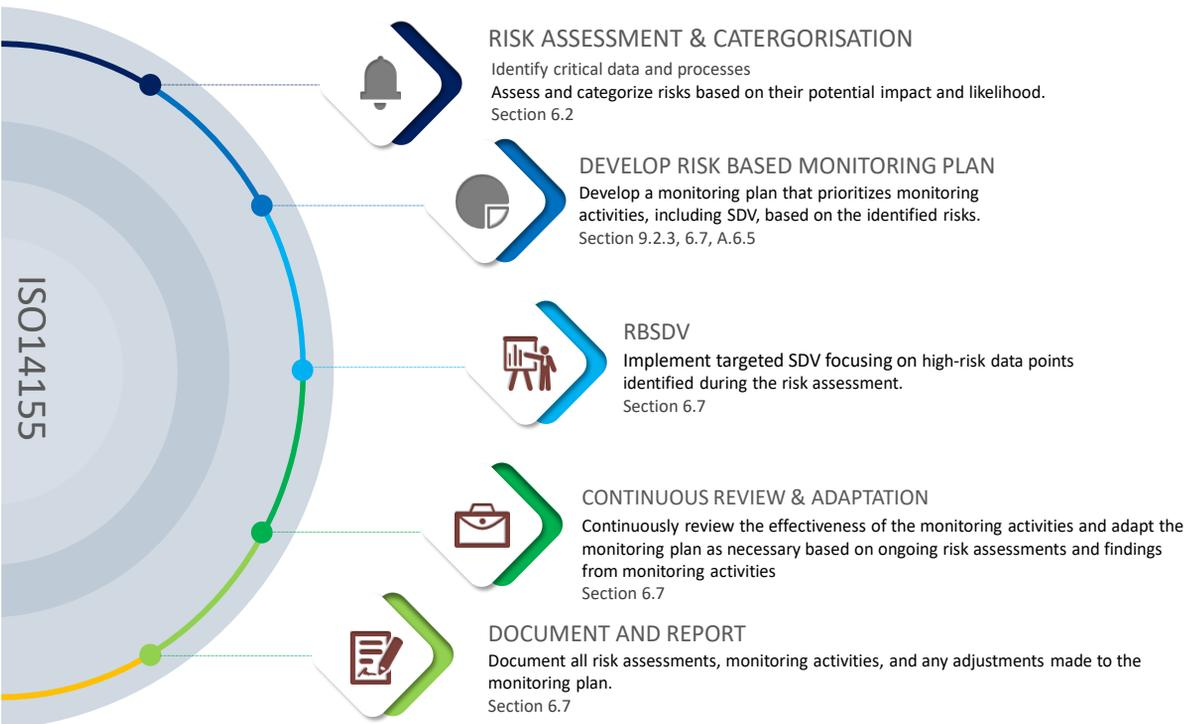 ISO14155
RISK ASSESSMENT & CATERGORISATION
Identify critical data and processes
Assess and categorize risks based on their potential impact and likelihood.
Section 6.2
DEVELOP RISK BASED MONITORING PLAN
Develop a monitoring plan that prioritizes monitoring
activities, including SDV, based on the identified risks.
Section 9.2.3, 6.7, A.6.5
RBSDV
Implement targeted SDV focusing on high-risk data points
identified during the risk assessment.
Section 6.7
CONTINUOUS REVIEW & ADAPTATION
Continuously review the effectiveness of the monitoring activities and adapt the
monitoring plan as necessary based on ongoing risk assessments and findings
from monitoring activities
Section 6.7
DOCUMENT AND REPORT
Document all risk assessments, monitoring activities, and any adjustments made to the
monitoring plan.
Section 6.7